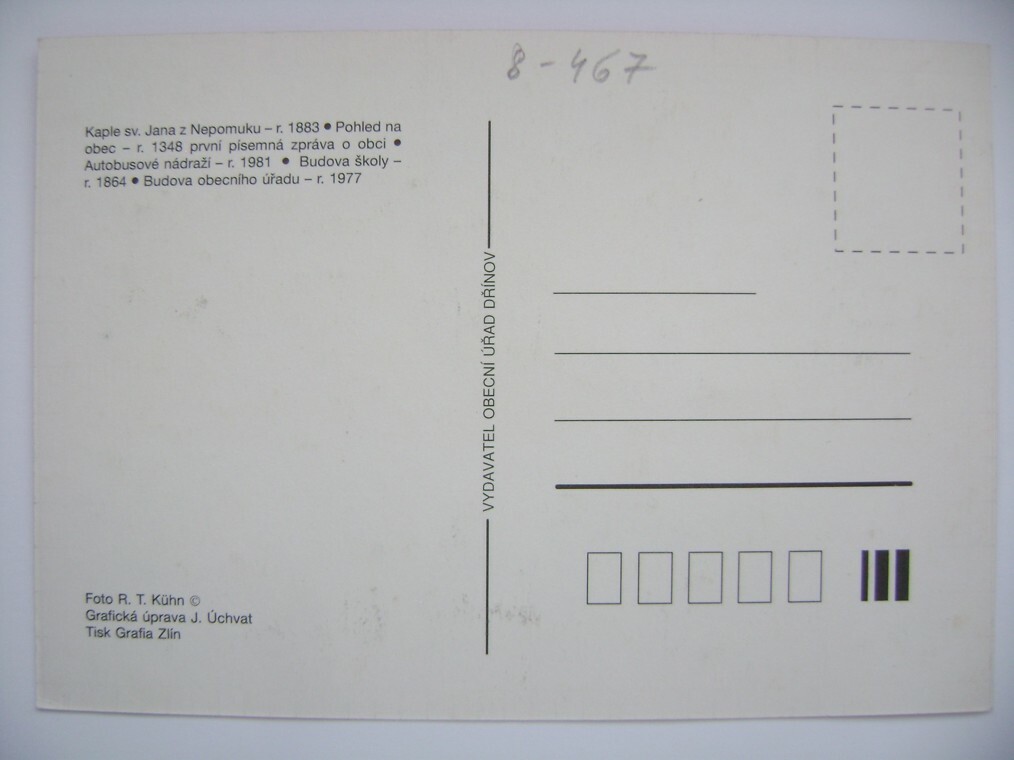 8-467
Kaple sv. Jana z Nepomuku – r. 1883 ● Pohled na
obec – r. 1348 první písemná zpráva o obci ●
Autobusové nádraží – r. 1981 ● Budova školy –
r. 1864 ● Budova obecního úřadu – r. 1977
VYDAVATEL OBECNÍ ÚŘAD DŘÍNOV
Foto R. T. Kühn ©
Grafická úprava J. Úchvat
Tisk Grafia Zlín